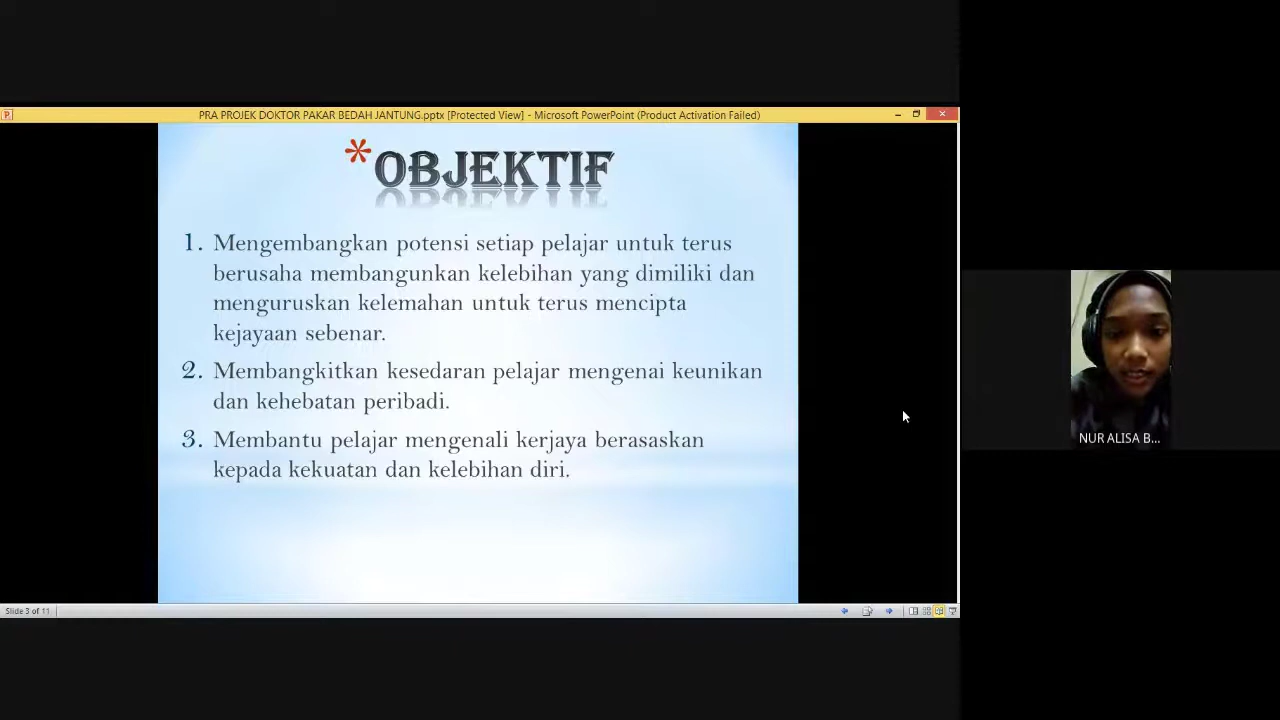 PRA PROJEK DOKTOR PAKAR BEDAH JANTUNG.pptx [Protected View] - Microsoft PowerPoint (Product Activation Failed)
*OBJEKTIF
1. Mengembangkan potensi setiap pelajar untuk terus
berusaha membangunkan kelebihan yang dimiliki dan
menguruskan kelemahan untuk terus mencipta
kejayaan sebenar.
2. Membangkitkan kesedaran pelajar mengenai keunikan
dan kehebatan peribadi.
3. Membantu pelajar mengenali kerjaya berasaskan
kepada kekuatan dan kelebihan diri.
NUR ALISA B...
Slide 3 of 11